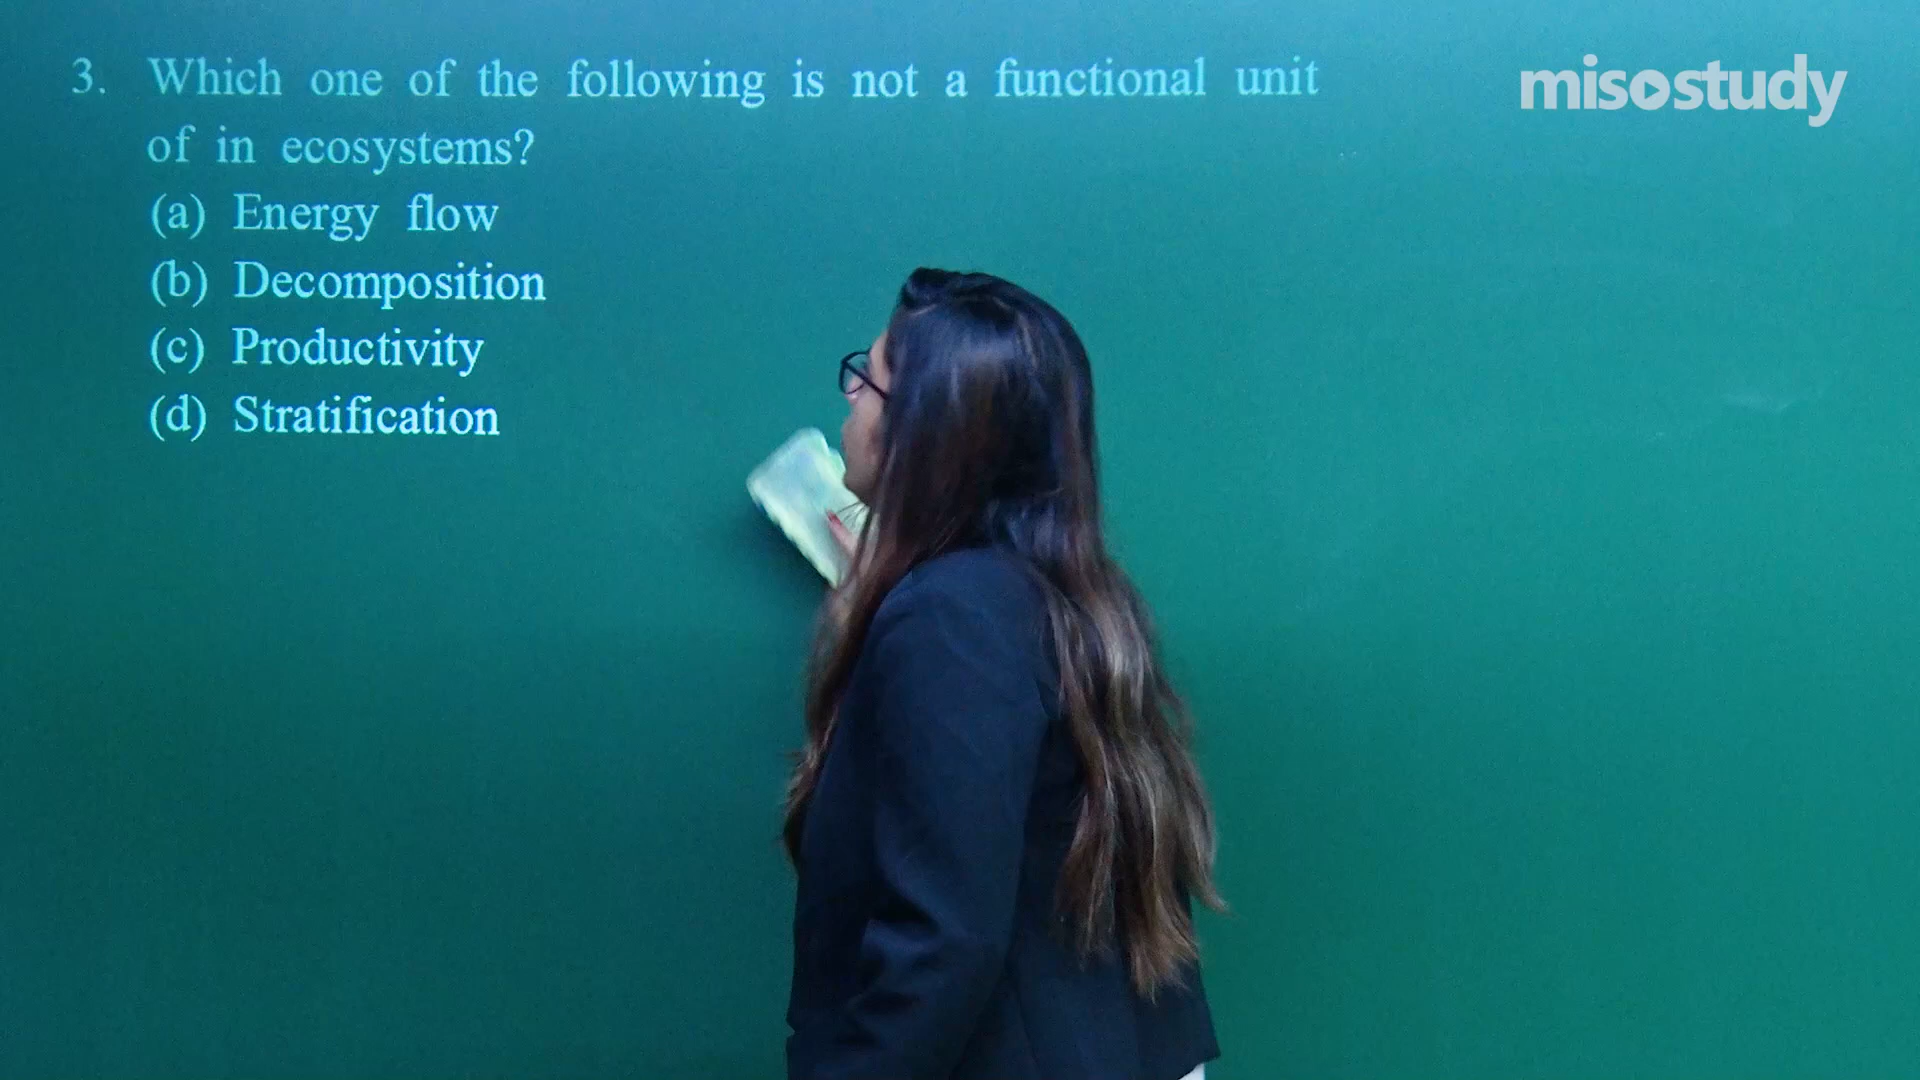 misostudy
3. Which one of the following is not a functional unit
of in ecosystems?
(a) Energy flow
(b) Decomposition
(c) Productivity
(d) Stratification